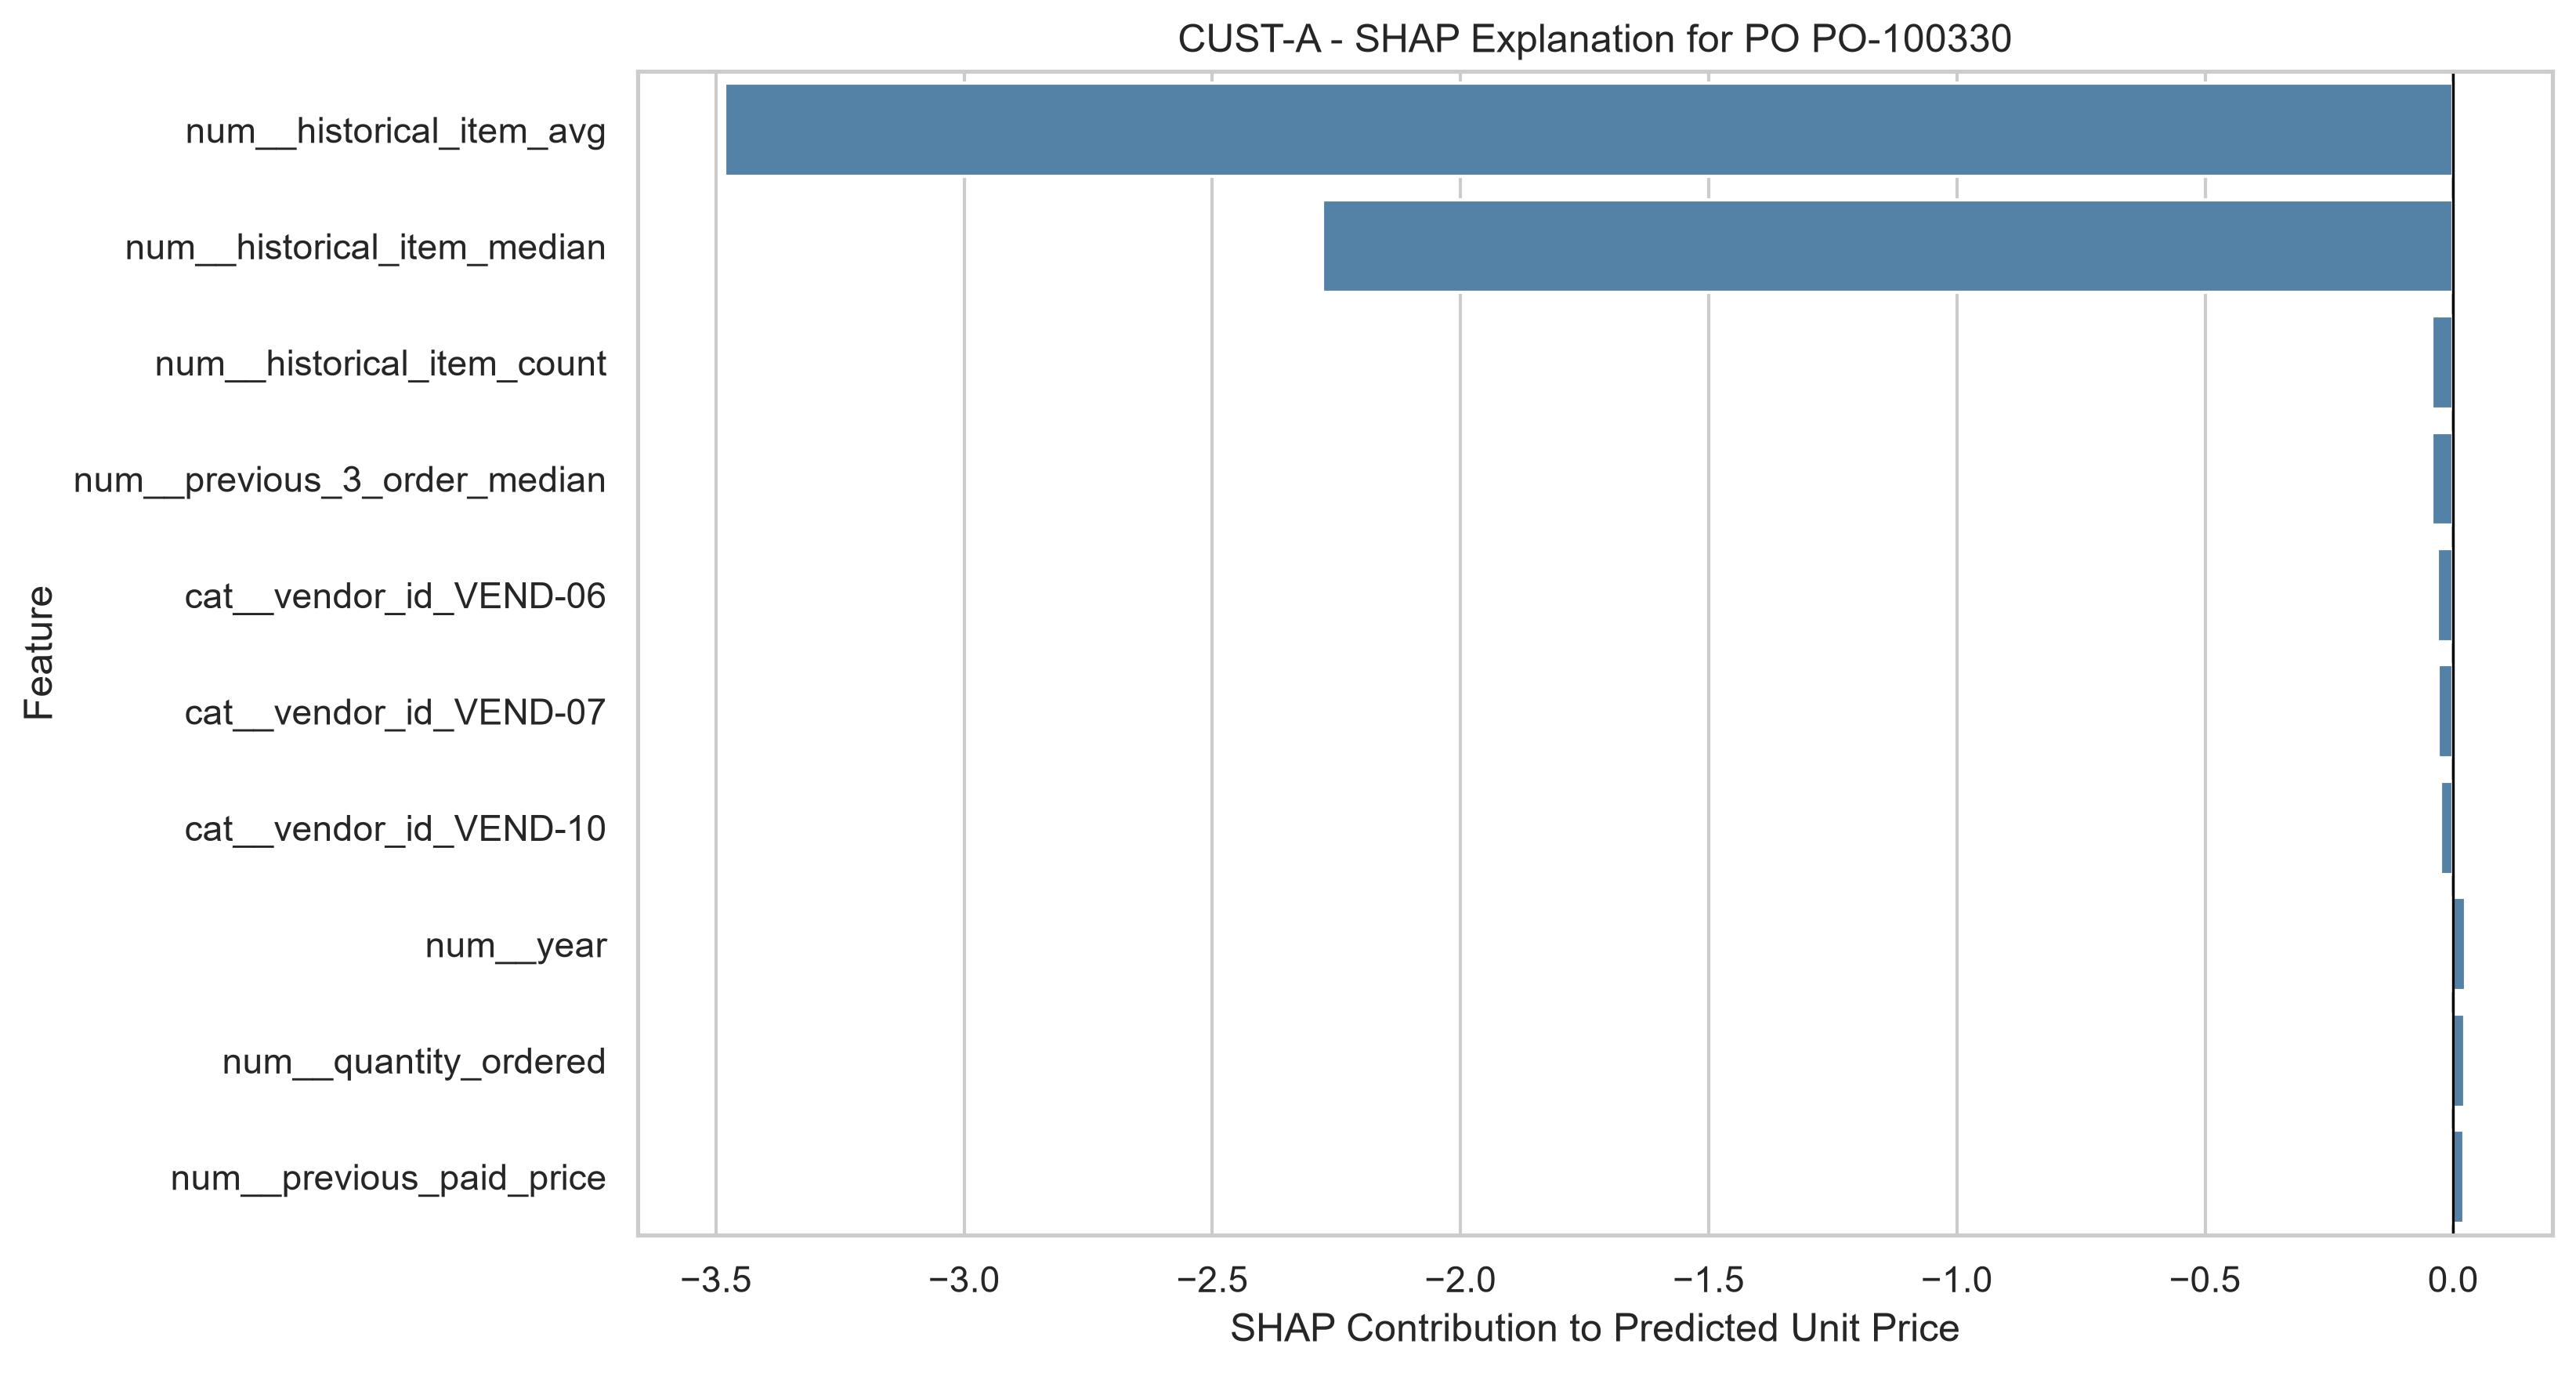 CUST-A - SHAP Explanation for PO PO-100330
num__historical_item_avg
num__historical_item_median
num__historical_item_count
num__previous_3_order_median
cat__vendor_id_VEND-06
cat__vendor_id_VEND-07
cat__vendor_id_VEND-10
num__year
num__quantity_ordered
num__previous_paid_price
Feature
−3.5 −3.0 −2.5 −2.0 −1.5 −1.0 −0.5 0.0
SHAP Contribution to Predicted Unit Price